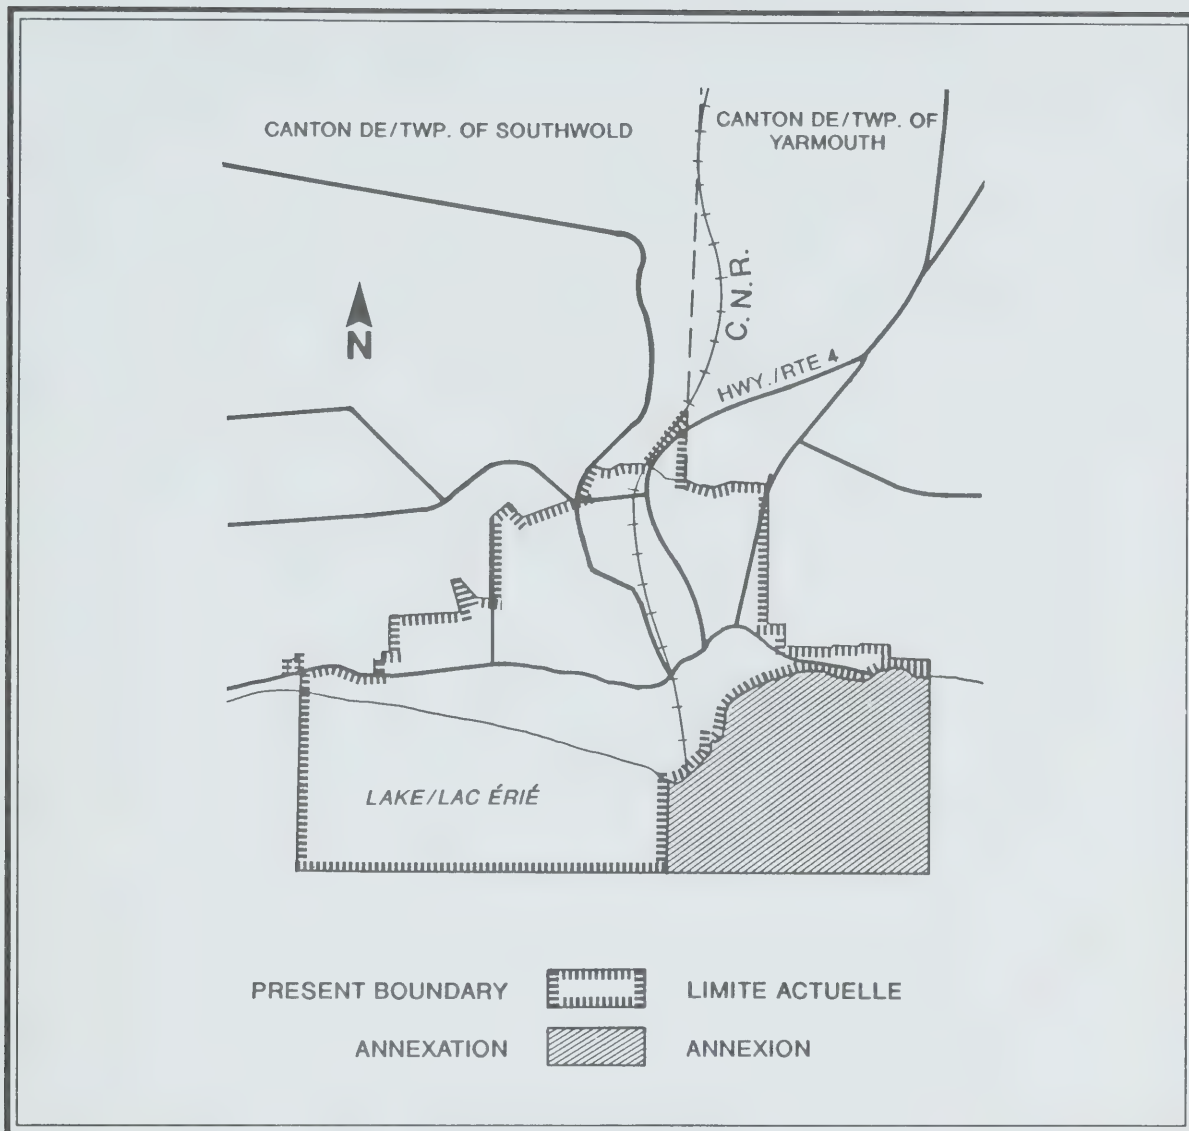 CANTON DE/TWP. OF SOUTHWOLD
CANTON DE/TWP. OF
YARMOUTH
N
C.N.R.
HWY./RTE 4
LAKE/LAC ÉRIÉ
PRESENT BOUNDARY
LIMITE ACTUELLE
ANNEXATION
ANNEXION